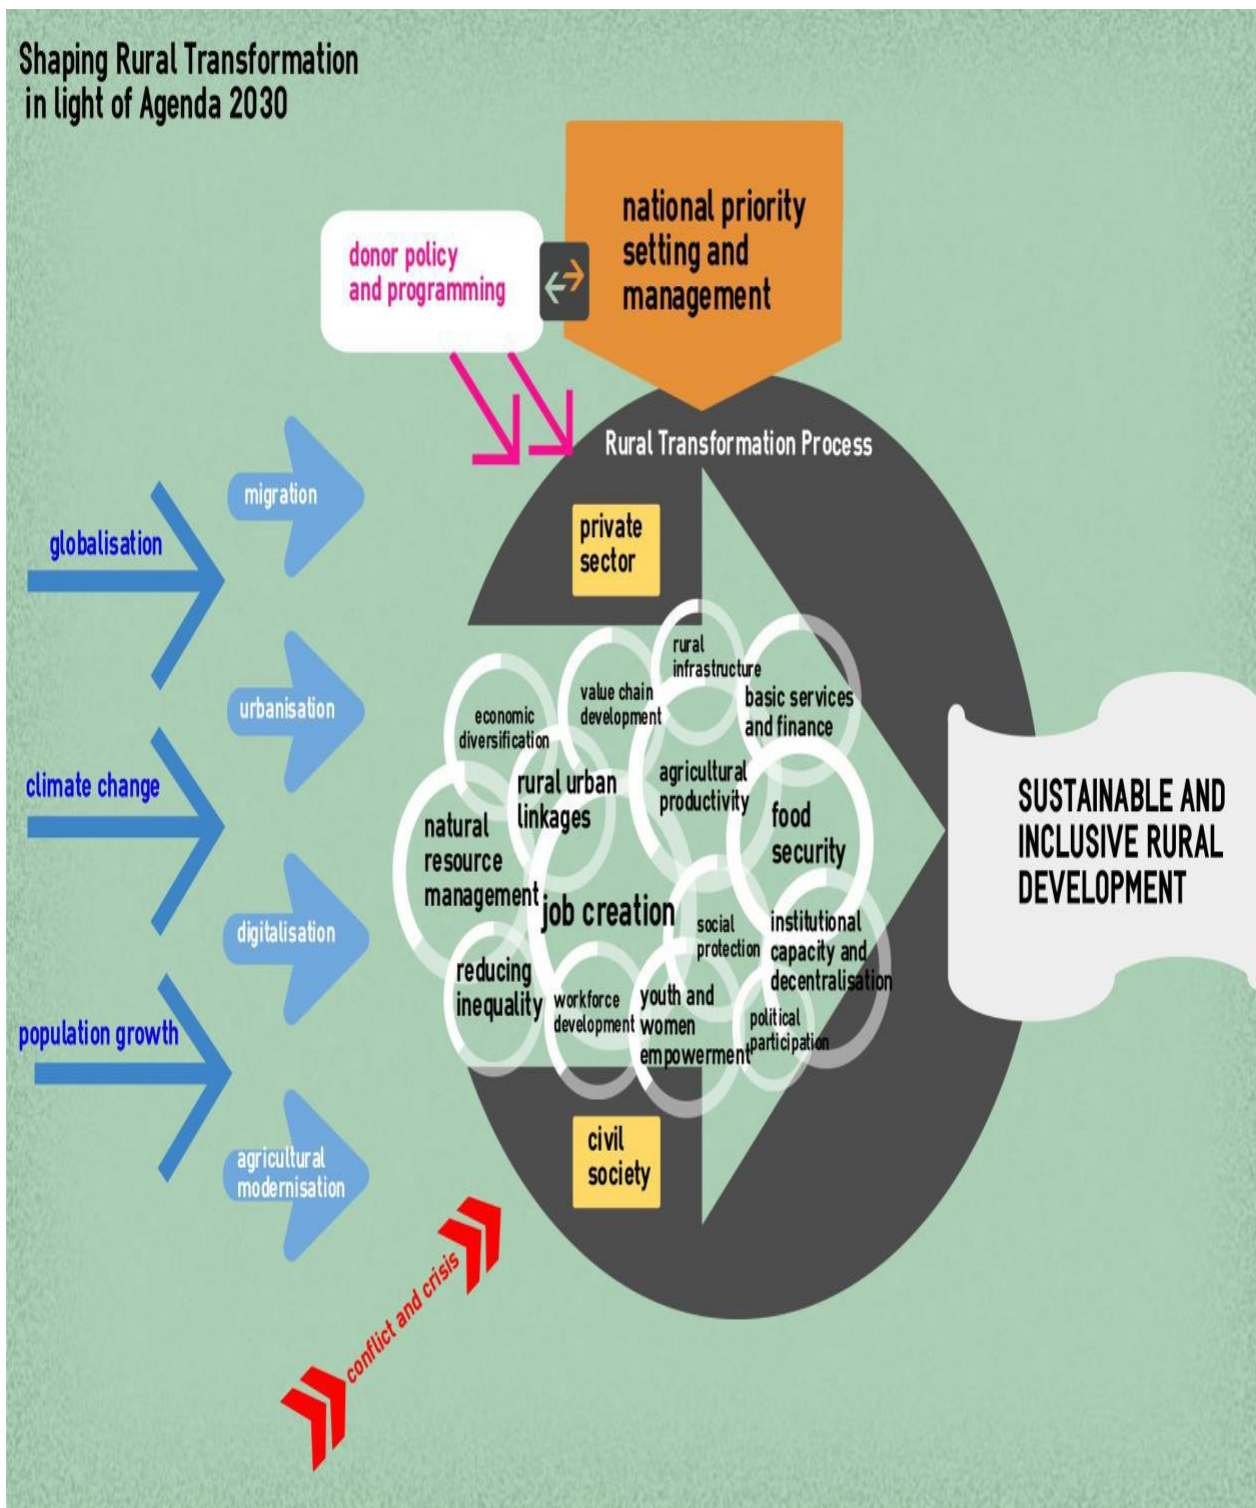 Shaping Rural Transformation
in light of Agenda 2030
national priority
setting and
management
donor policy
and programming
Rural Transformation Process
migration
private
sector
globalisation
rural
infrastructure
value chain
development
basic services
and finance
economic
diversification
urbanisation
agricultural
productivity
rural urban
linkages
climate change
food
security
natural
resource
management
SUSTAINABLE AND
INCLUSIVE RURAL
DEVELOPMENT
job creation
social
protection
institutional
capacity and
decentralisation
digitalisation
reducing
inequality
workforce
development
youth and
women
empowerment
political
participation
population growth
civil
society
agricultural
modernisation
conflict and crisis